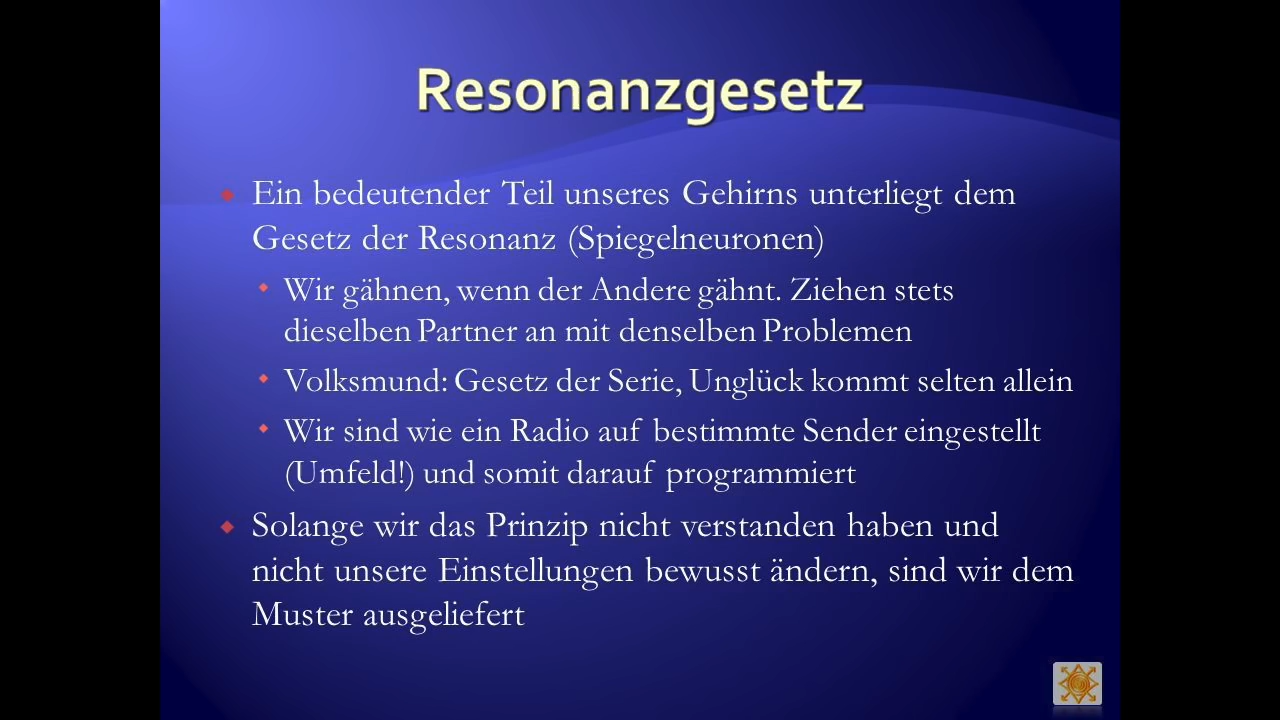 Resonanzgesetz
Ein bedeutender Teil unseres Gehirns unterliegt dem
Gesetz der Resonanz (Spiegelneuronen)
Wir gähnen, wenn der Andere gähnt. Ziehen stets
dieselben Partner an mit denselben Problemen
Volksmund: Gesetz der Serie, Unglück kommt selten allein
Wir sind wie ein Radio auf bestimmte Sender eingestellt
(Umfeld!) und somit darauf programmiert
Solange wir das Prinzip nicht verstanden haben und
nicht unsere Einstellungen bewusst ändern, sind wir dem
Muster ausgeliefert